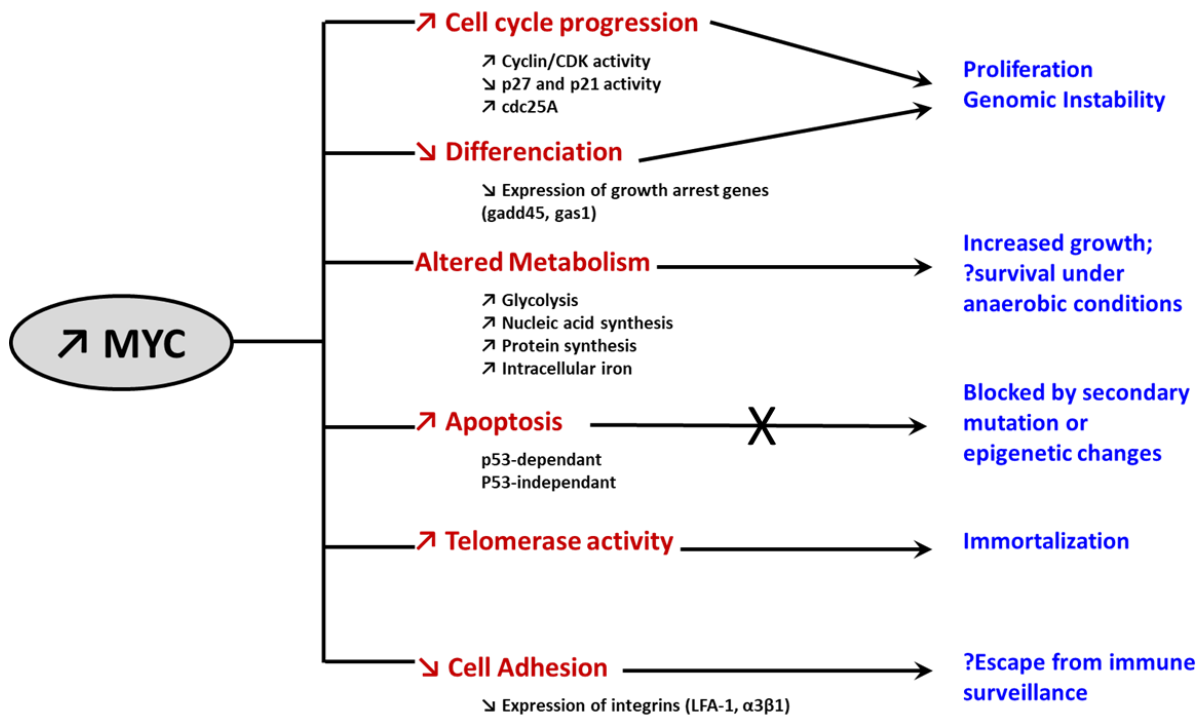 ↗ MYC
↗ Cell cycle progression
↗ Cyclin/CDK activity
↘ p27 and p21 activity
↗ cdc25A
Proliferation
Genomic Instability
↘ Differenciation
↘ Expression of growth arrest genes
(gadd45, gas1)
Altered Metabolism
↗ Glycolysis
↗ Nucleic acid synthesis
↗ Protein synthesis
↗ Intracellular iron
Increased growth;
?survival under
anaerobic conditions
↗ Apoptosis
p53-dependant
P53-independant
Blocked by secondary
mutation or
epigenetic changes
↗ Telomerase activity
Immortalization
↘ Cell Adhesion
↘ Expression of integrins (LFA-1, α3β1)
?Escape from immune
surveillance